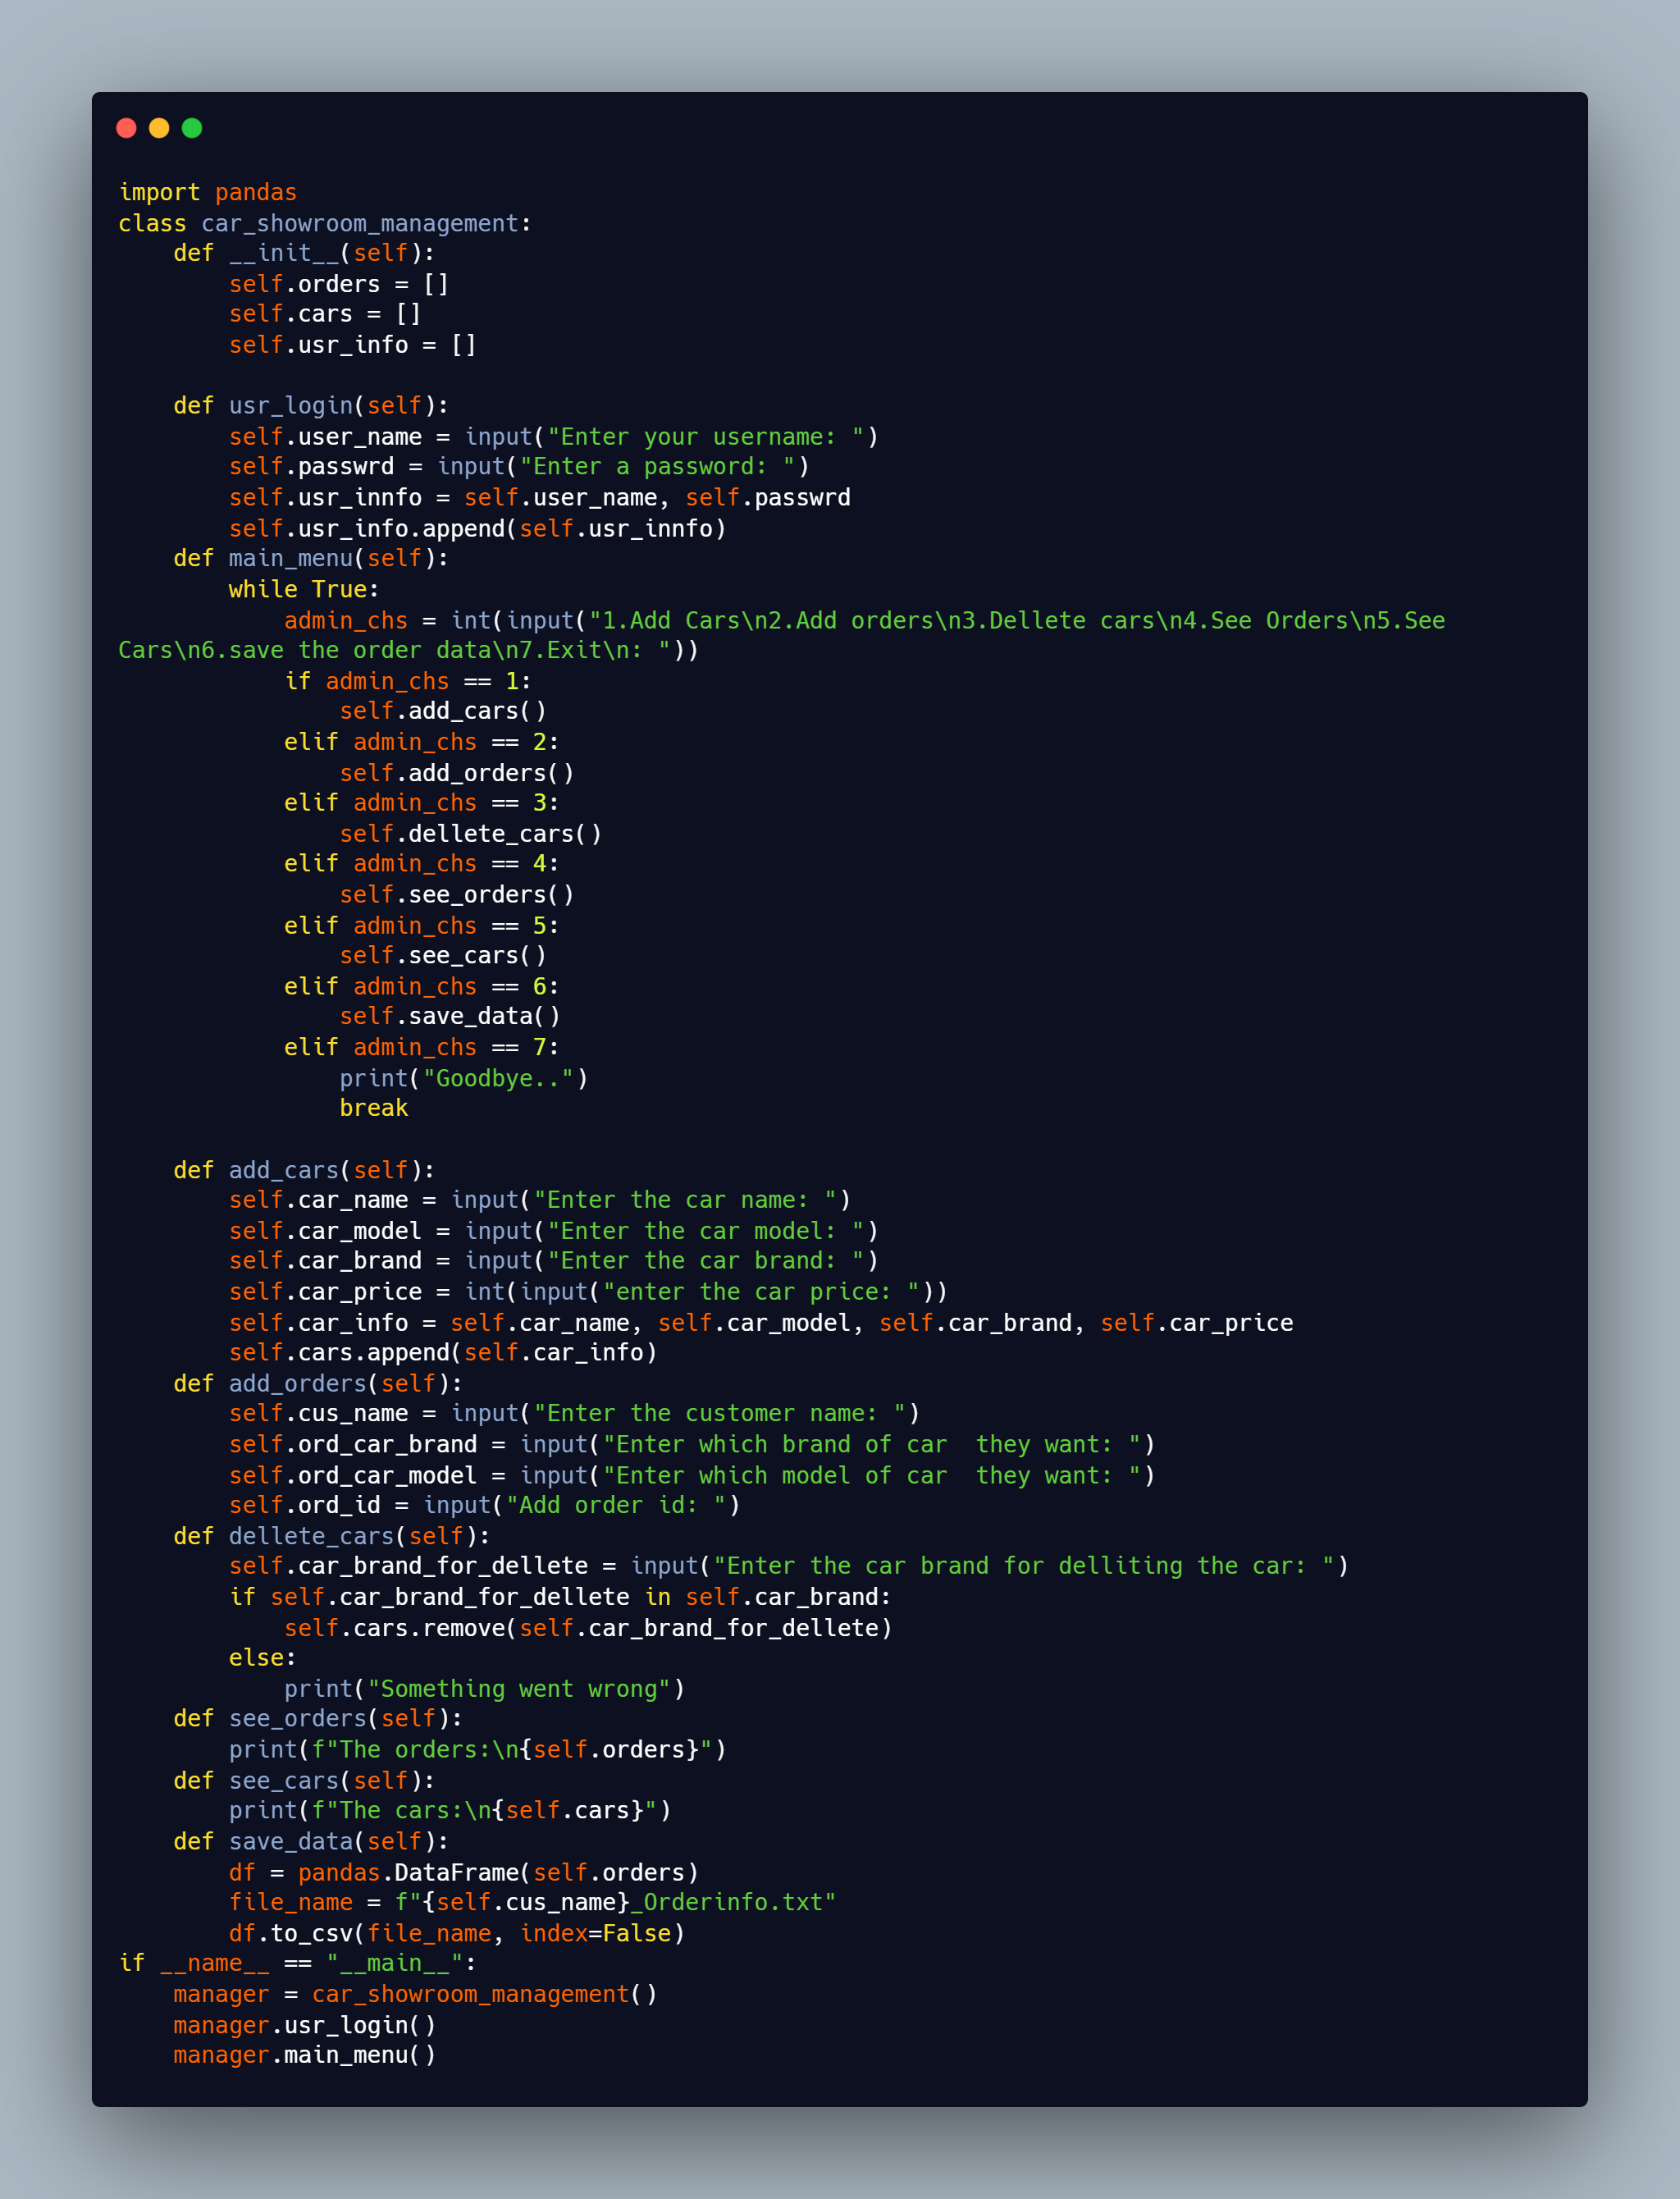 import pandas
class car_showroom_management:
    def __init__(self):
        self.orders = []
        self.cars = []
        self.usr_info = []

    def usr_login(self):
        self.user_name = input("Enter your username: ")
        self.passwrd = input("Enter a password: ")
        self.usr_innfo = self.user_name, self.passwrd
        self.usr_info.append(self.usr_innfo)
    def main_menu(self):
        while True:
            admin_chs = int(input("1.Add Cars\n2.Add orders\n3.Dellete cars\n4.See Orders\n5.See
Cars\n6.save the order data\n7.Exit\n: "))
            if admin_chs == 1:
                self.add_cars()
            elif admin_chs == 2:
                self.add_orders()
            elif admin_chs == 3:
                self.dellete_cars()
            elif admin_chs == 4:
                self.see_orders()
            elif admin_chs == 5:
                self.see_cars()
            elif admin_chs == 6:
                self.save_data()
            elif admin_chs == 7:
                print("Goodbye..")
                break

    def add_cars(self):
        self.car_name = input("Enter the car name: ")
        self.car_model = input("Enter the car model: ")
        self.car_brand = input("Enter the car brand: ")
        self.car_price = int(input("enter the car price: "))
        self.car_info = self.car_name, self.car_model, self.car_brand, self.car_price
        self.cars.append(self.car_info)
    def add_orders(self):
        self.cus_name = input("Enter the customer name: ")
        self.ord_car_brand = input("Enter which brand of car  they want: ")
        self.ord_car_model = input("Enter which model of car  they want: ")
        self.ord_id = input("Add order id: ")
    def dellete_cars(self):
        self.car_brand_for_dellete = input("Enter the car brand for delliting the car: ")
        if self.car_brand_for_dellete in self.car_brand:
            self.cars.remove(self.car_brand_for_dellete)
        else:
            print("Something went wrong")
    def see_orders(self):
        print(f"The orders:\n{self.orders}")
    def see_cars(self):
        print(f"The cars:\n{self.cars}")
    def save_data(self):
        df = pandas.DataFrame(self.orders)
        file_name = f"{self.cus_name}_Orderinfo.txt"
        df.to_csv(file_name, index=False)
if __name__ == "__main__":
    manager = car_showroom_management()
    manager.usr_login()
    manager.main_menu()